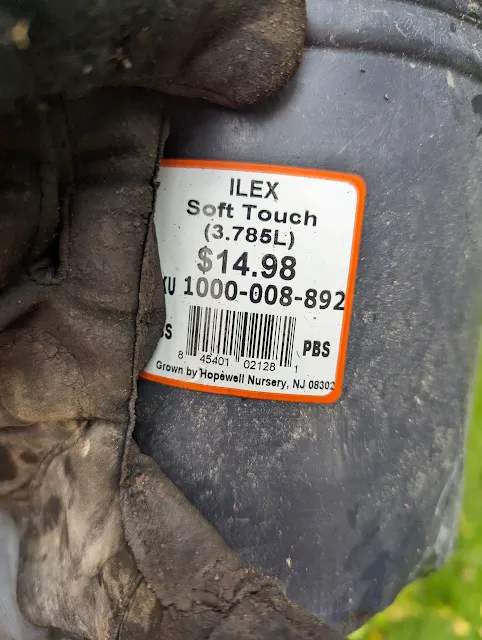 ILEX
Soft Touch
(3.785L)
$14.98
KU 1000-008-892
PBS
8 45401 02128 1
Grown by Hopewell Nursery, NJ 08302